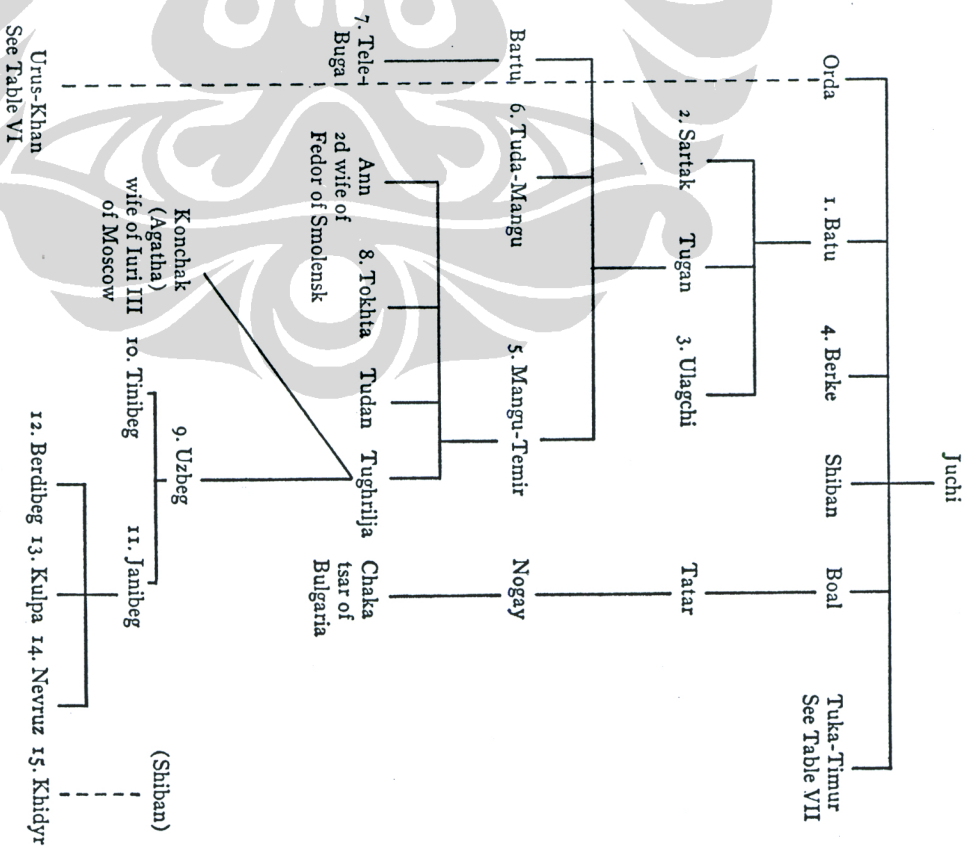 Juchi
Orda 1. Batu 4. Berke Shiban Boal Tuka-Timur
See Table VII
2. Sartak Tugan 3. Ulagchi Tatar
Bartu 6. Tuda-Mangu 5. Mangu-Temir Nogay
7. Tele-
Buga
Ann
2d wife of
Fedor of Smolensk
8. Tokhta Tudan Tughrilja
Chaka
tsar of
Bulgaria
Konchak
(Agatha)
wife of Iuri III
of Moscow
9. Uzbeg
(Shiban)
10. Tinibeg 11. Janibeg
Urus-Khan
See Table VI
12. Berdibeg 13. Kulpa 14. Nevruz 15. Khidyr